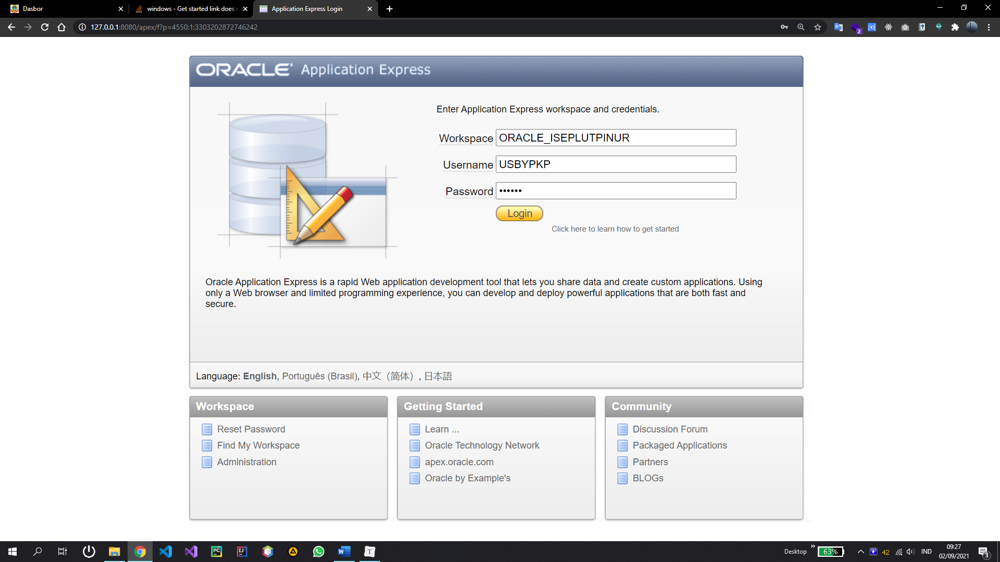 Dasbor
windows - Get started link does
Application Express Login
127.0.0.1:8080/apex/f?p=4550:1:3303202872746242
2
ORACLE Application Express
Enter Application Express workspace and credentials.
Workspace ORACLE_ISEPLUTPINUR
Username USBYPKP
Password ••••••
Login
Click here to learn how to get started
Oracle Application Express is a rapid Web application development tool that lets you share data and create custom applications. Using
only a Web browser and limited programming experience, you can develop and deploy powerful applications that are both fast and
secure.
Language: English, Português (Brasil), 中文（简体）, 日本語
Workspace
Reset Password
Find My Workspace
Administration
Getting Started
Learn ...
Oracle Technology Network
apex.oracle.com
Oracle by Example's
Community
Discussion Forum
Packaged Applications
Partners
BLOGs
PC
IJ
W
T
Desktop
63%
42
IND
09:27
02/09/2021
3